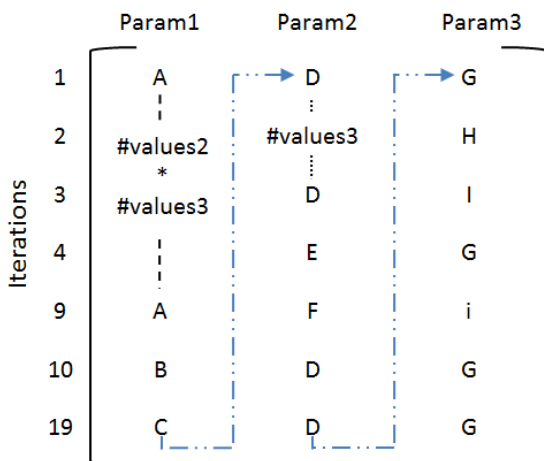 Param1 Param2 Param3
1 A D G
2 #values2 #values3 H
*
3 #values3 D I
4 E G
9 A F i
10 B D G
19 C D G
Iterations